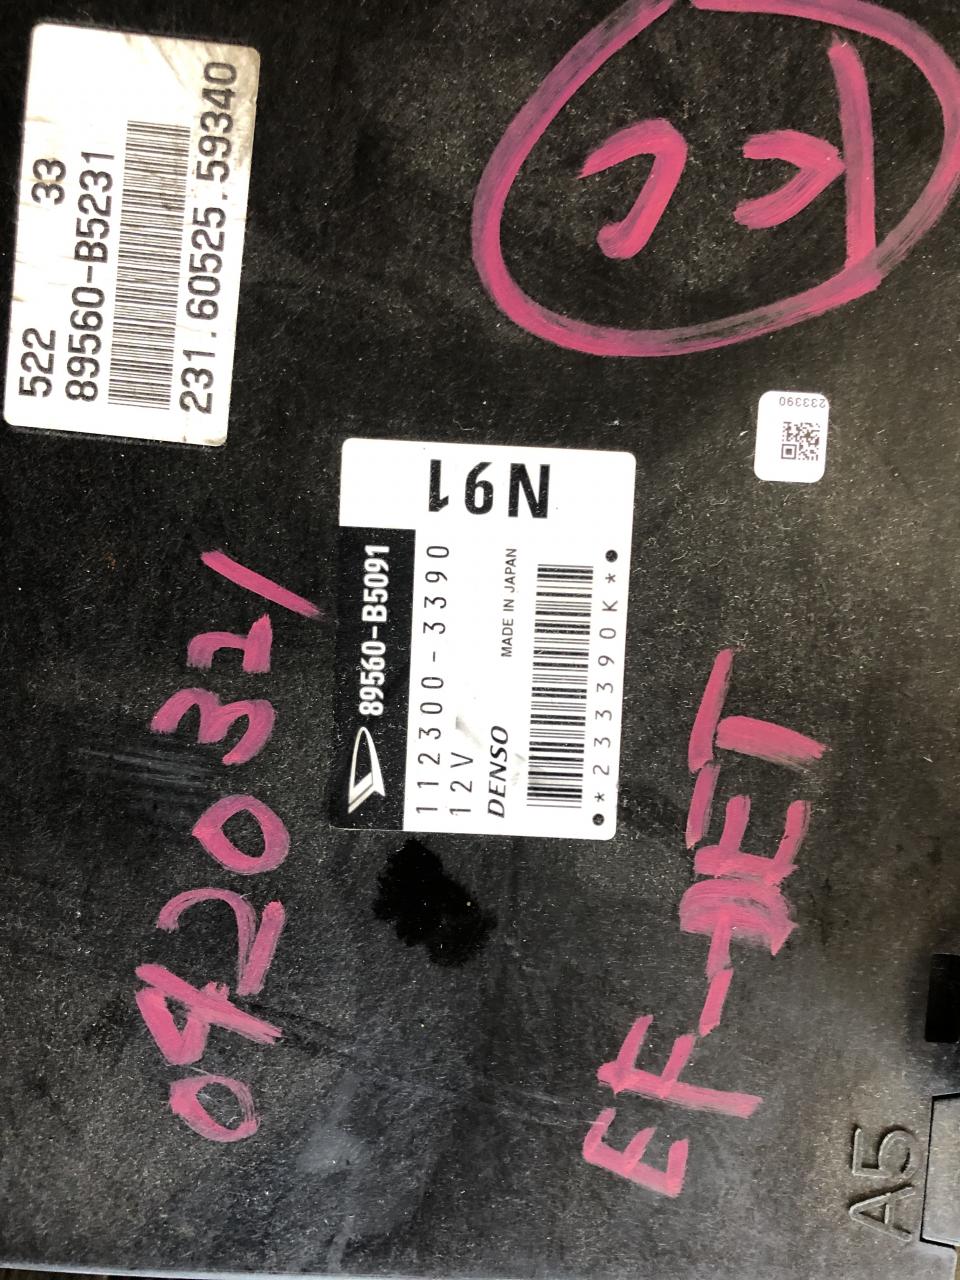 522 33
89560-B5231
231.60525.59340
N91
89560-B5091
112300-3390
12V
DENSO MADE IN JAPAN
*233390K*
233390
EF-DET
A5